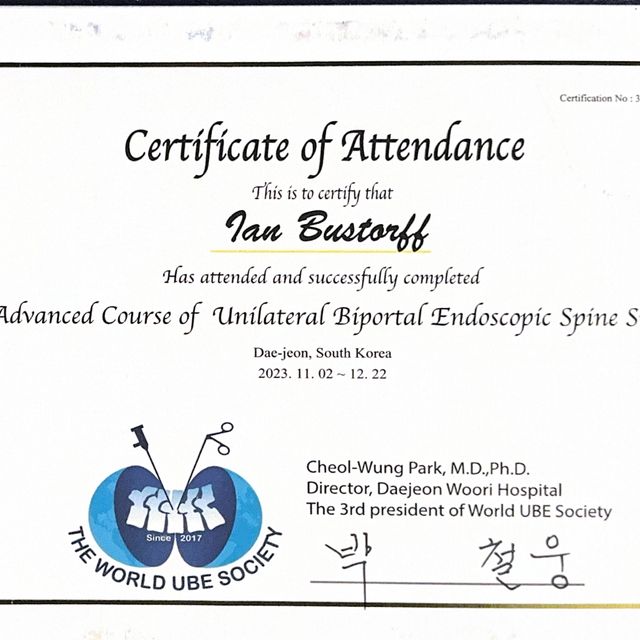 Certification No : 3
Certificate of Attendance
This is to certify that
Ian Bustorff
Has attended and successfully completed
Advanced Course of Unilateral Biportal Endoscopic Spine S
Dae-jeon, South Korea
2023. 11. 02 ~ 12. 22
Cheol-Wung Park, M.D.,Ph.D.
Director, Daejeon Woori Hospital
The 3rd president of World UBE Society
Since 2017
THE WORLD UBE SOCIETY
박 철 웅